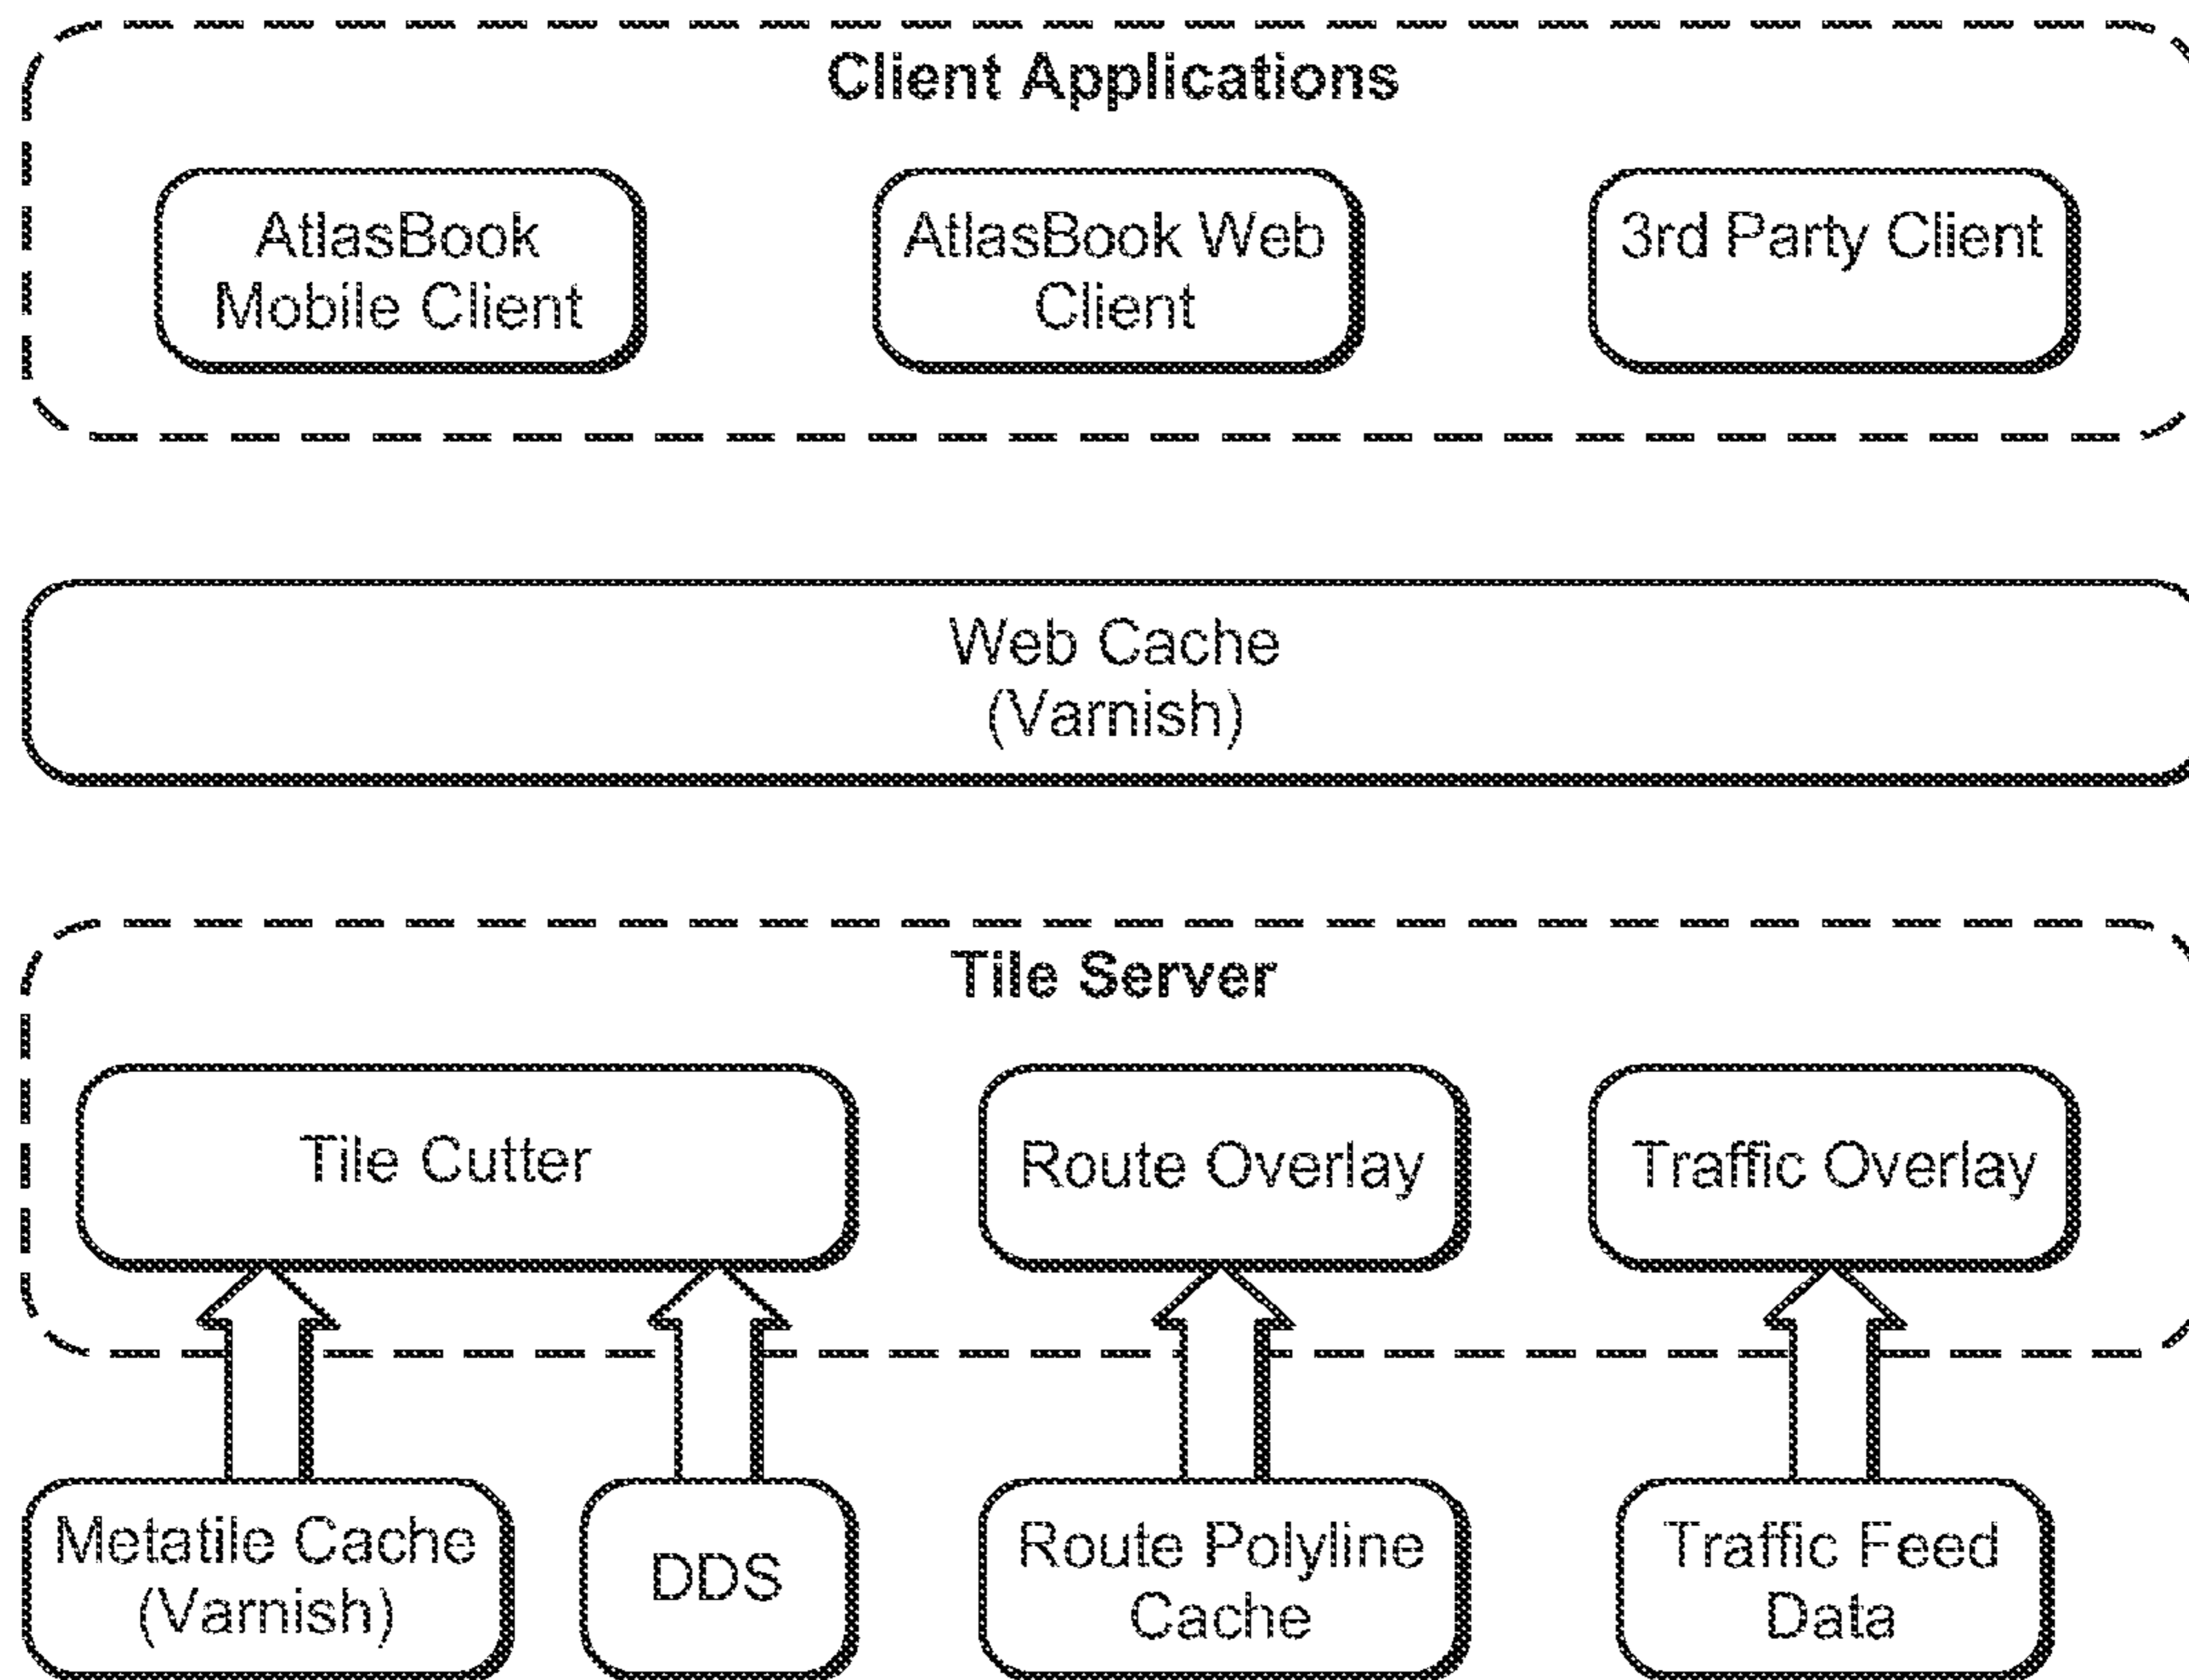 Client Applications
AtlasBook
Mobile Client
AtlasBook Web
Client
3rd Party Client
Web Cache
(Varnish)
Tile Server
Tile Cutter
Route Overlay
Traffic Overlay
Metatile Cache
(Varnish)
DDS
Route Polyline
Cache
Traffic Feed
Data